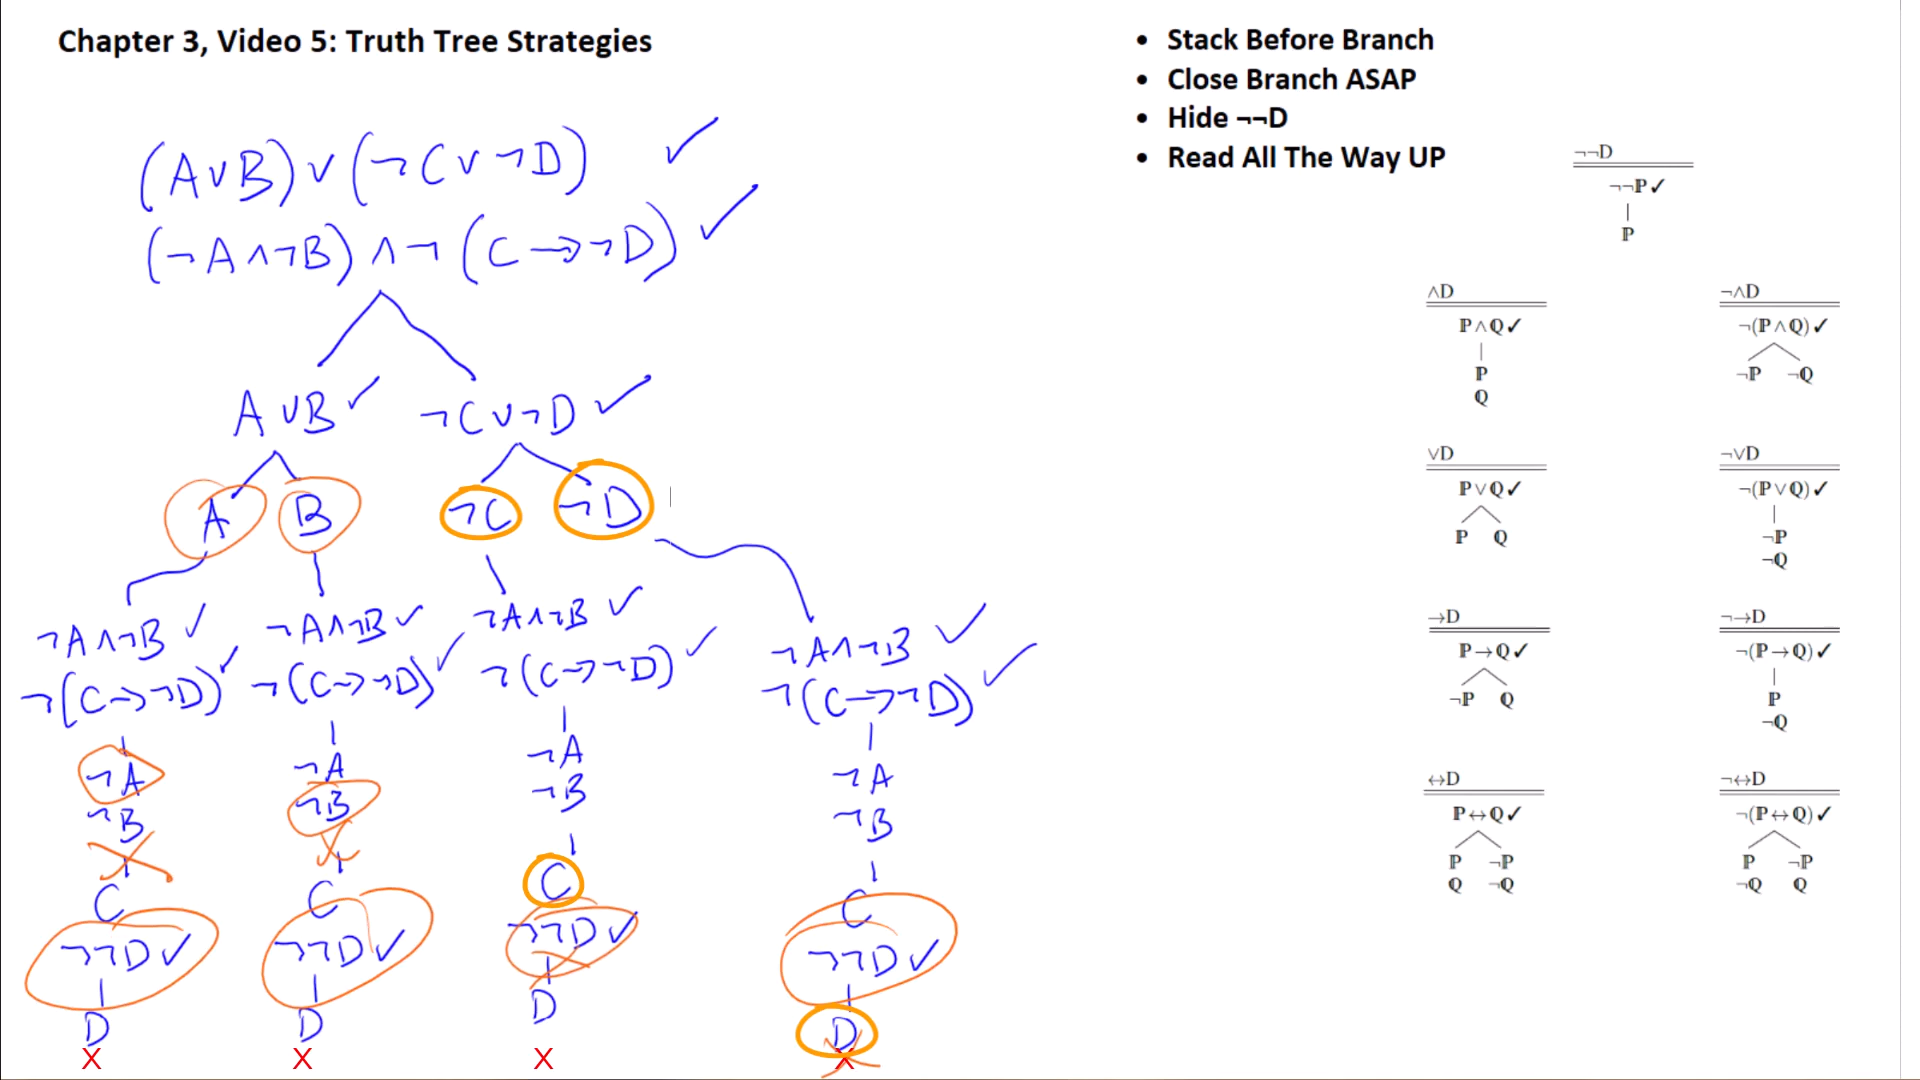 Chapter 3, Video 5: Truth Tree Strategies
• Stack Before Branch
• Close Branch ASAP
• Hide ¬¬D
• Read All The Way UP
(A∨B)∨(¬C∨¬D) ✓
(¬A∧¬B)∧¬(C→¬D) ✓
A∨B ✓ ¬C∨¬D ✓
A B ¬C ¬D
¬A∧¬B ✓ ¬A∧¬B ✓ ¬A∧¬B ✓ ¬A∧¬B ✓
¬(C→¬D) ✓ ¬(C→¬D) ✓ ¬(C→¬D) ✓ ¬(C→¬D) ✓
¬A ¬A ¬A ¬A
¬B ¬B ¬B ¬B
C C C C
¬¬D ✓ ¬¬D ✓ ¬¬D ✓ ¬¬D ✓
D D D D
X X X X
¬¬D
¬¬ℙ✓
ℙ
∧D ¬∧D
ℙ∧ℚ✓ ¬(ℙ∧ℚ)✓
ℙ ¬ℙ ¬ℚ
ℚ
∨D ¬∨D
ℙ∨ℚ✓ ¬(ℙ∨ℚ)✓
ℙ ℚ ¬ℙ
¬ℚ
→D ¬→D
ℙ→ℚ✓ ¬(ℙ→ℚ)✓
¬ℙ ℚ ℙ
¬ℚ
↔D ¬↔D
ℙ↔ℚ✓ ¬(ℙ↔ℚ)✓
ℙ ¬ℙ ℙ ¬ℙ
ℚ ¬ℚ ¬ℚ ℚ